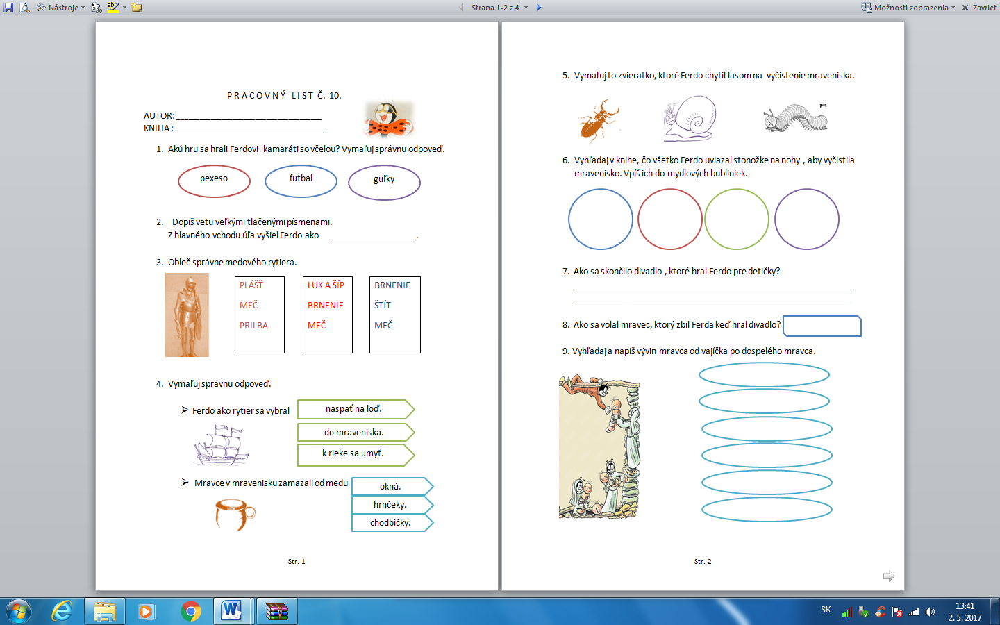 Nástroje
Strana 1-2 z 4
Možnosti zobrazenia
Zavrieť
PRACOVNÝ LIST Č. 10.
AUTOR: ______________________________
KNIHA : ______________________________
1. Akú hru sa hrali Ferdovi kamaráti so včelou? Vymaľuj správnu odpoveď.
pexeso
futbal
guľky
2. Dopíš vetu veľkými tlačenými písmenami.
Z hlavného vchodu úľa vyšiel Ferdo ako __________________.
3. Obleč správne medového rytiera.
PLÁŠŤ
MEČ
PRILBA
LUK A ŠÍP
BRNENIE
MEČ
BRNENIE
ŠTÍT
MEČ
4. Vymaľuj správnu odpoveď.
Ferdo ako rytier sa vybral
naspäť na loď.
do mraveniska.
k rieke sa umyť.
Mravce v mravenisku zamazali od medu
okná.
hrnčeky.
chodbičky.
Str. 1
5. Vymaľuj to zvieratko, ktoré Ferdo chytil lasom na vyčistenie mraveniska.
6. Vyhľadaj v knihe, čo všetko Ferdo uviazal stonožke na nohy , aby vyčistila
mravenisko. Vpíš ich do mydlových bubliniek.
7. Ako sa skončilo divadlo , ktoré hral Ferdo pre detičky?
8. Ako sa volal mravec, ktorý zbil Ferda keď hral divadlo?
9. Vyhľadaj a napíš vývin mravca od vajíčka po dospelého mravca.
Str. 2
SK
13:41
2. 5. 2017